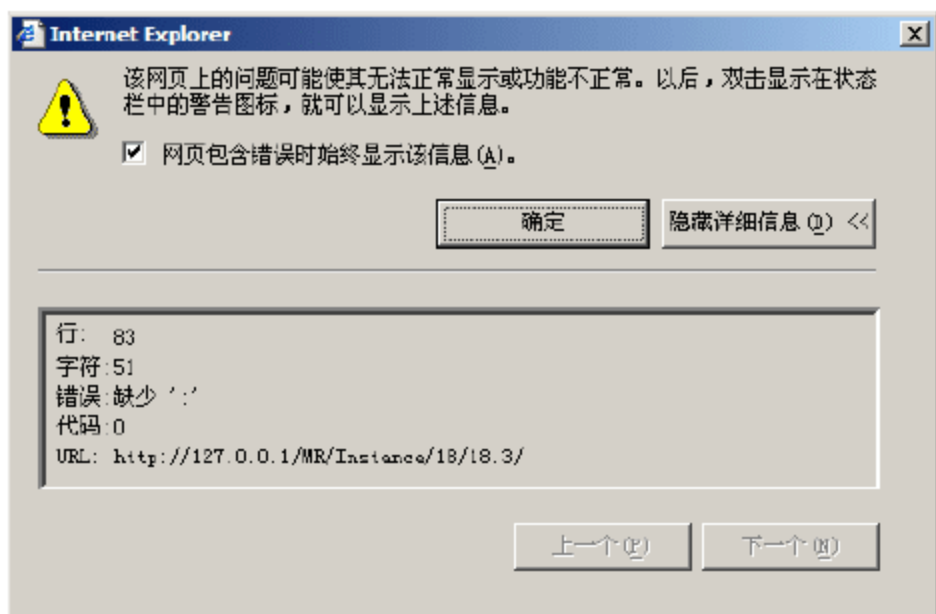 Internet Explorer
该网页上的问题可能使其无法正常显示或功能不正常。以后，双击显示在状态
栏中的警告图标，就可以显示上述信息。
网页包含错误时始终显示该信息(A)。
确定
隐藏详细信息(D) <<
行: 83
字符:51
错误:缺少 ':'
代码:0
URL: http://127.0.0.1/MR/Instance/18/18.3/
上一个(P)
下一个(N)